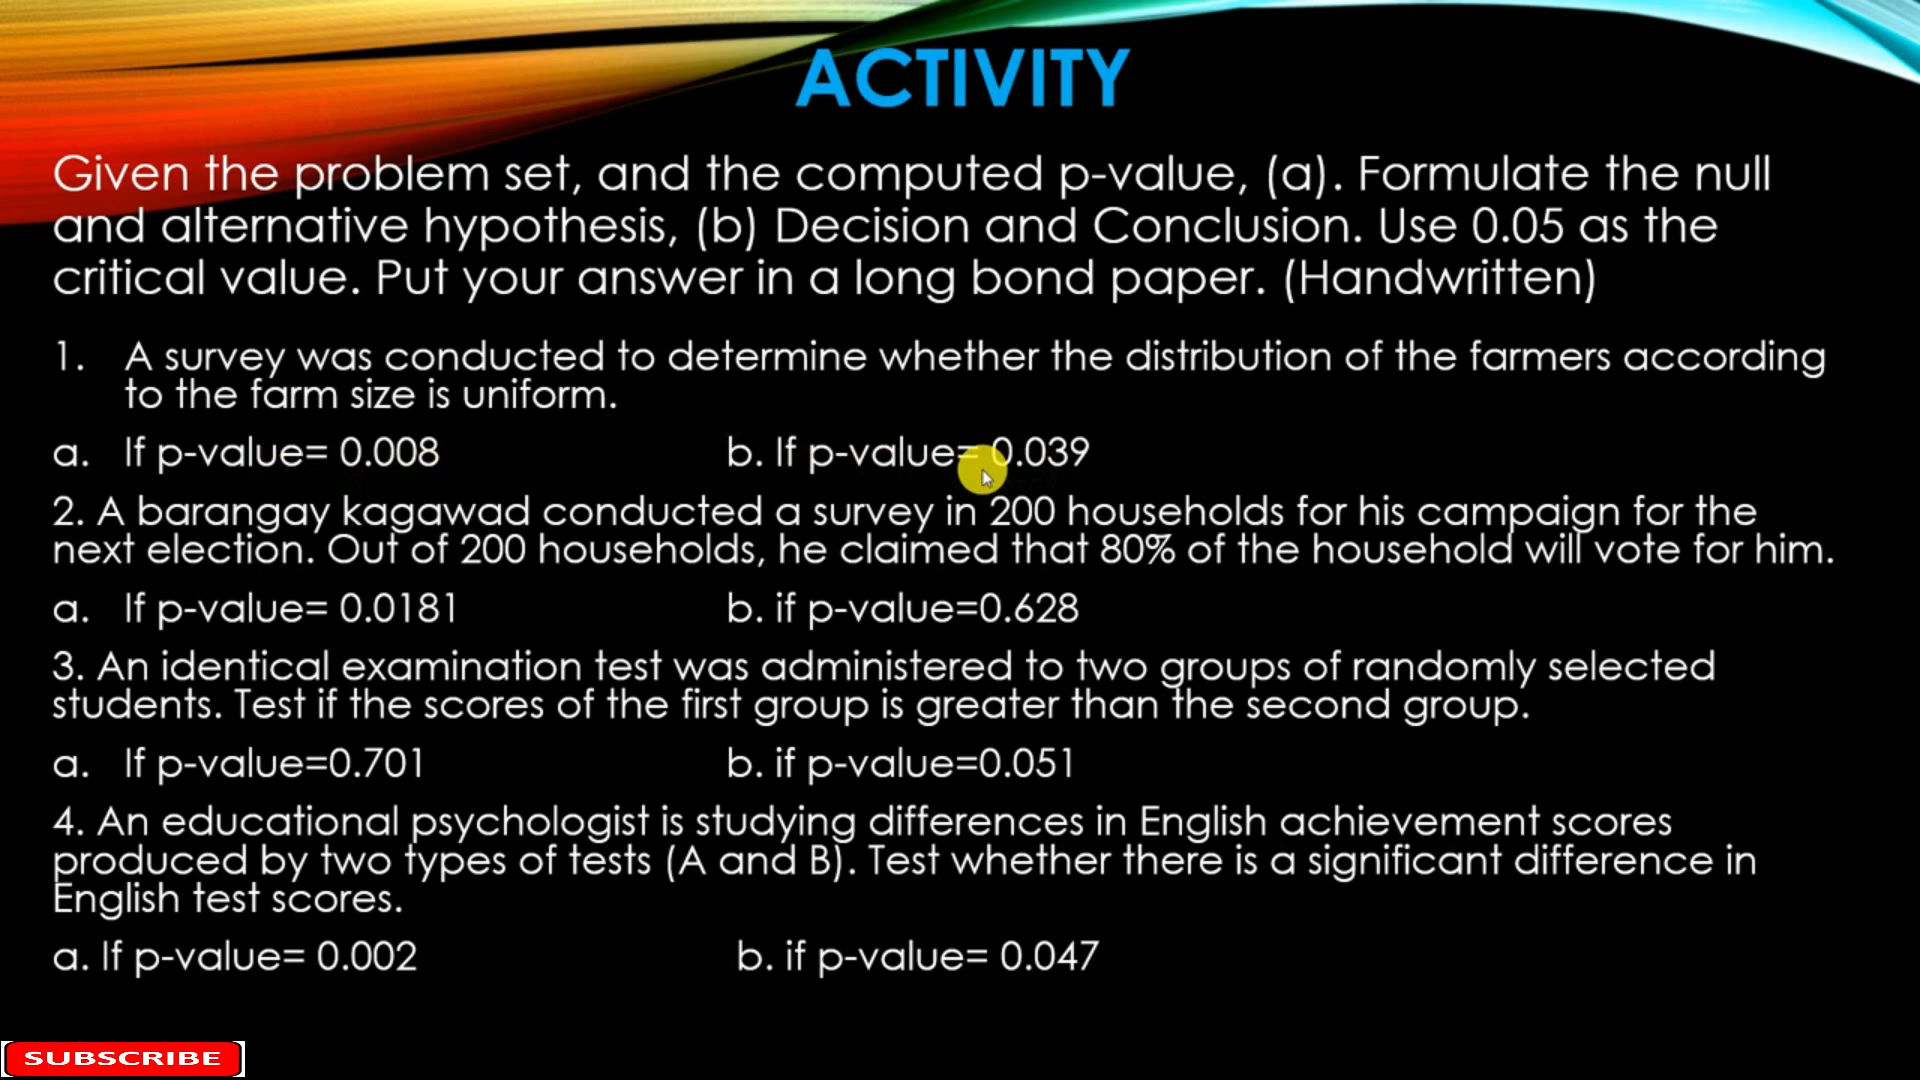 ACTIVITY
Given the problem set, and the computed p-value, (a). Formulate the null
and alternative hypothesis, (b) Decision and Conclusion. Use 0.05 as the
critical value. Put your answer in a long bond paper. (Handwritten)
1. A survey was conducted to determine whether the distribution of the farmers according
to the farm size is uniform.
a. If p-value= 0.008 b. If p-value= 0.039
2. A barangay kagawad conducted a survey in 200 households for his campaign for the
next election. Out of 200 households, he claimed that 80% of the household will vote for him.
a. If p-value= 0.0181 b. if p-value=0.628
3. An identical examination test was administered to two groups of randomly selected
students. Test if the scores of the first group is greater than the second group.
a. If p-value=0.701 b. if p-value=0.051
4. An educational psychologist is studying differences in English achievement scores
produced by two types of tests (A and B). Test whether there is a significant difference in
English test scores.
a. If p-value= 0.002 b. if p-value= 0.047
SUBSCRIBE